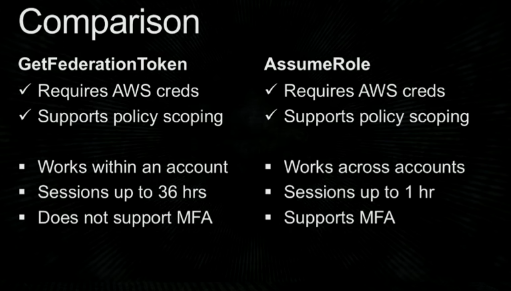 Comparison
GetFederationToken
✓ Requires AWS creds
✓ Supports policy scoping
▪ Works within an account
▪ Sessions up to 36 hrs
▪ Does not support MFA
AssumeRole
✓ Requires AWS creds
✓ Supports policy scoping
▪ Works across accounts
▪ Sessions up to 1 hr
▪ Supports MFA